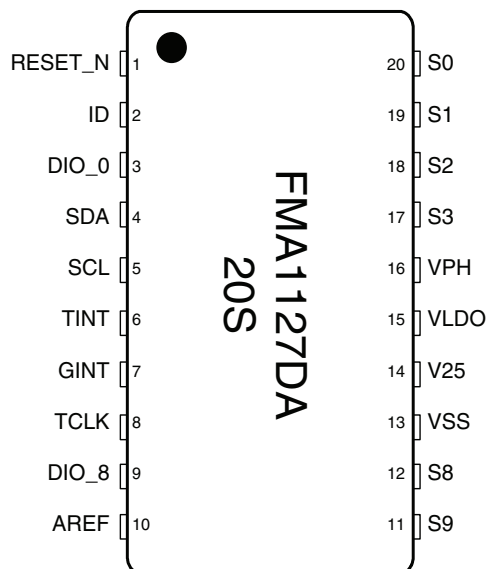 RESET_N 1 20 S0
ID 2 19 S1
DIO_0 3 18 S2
SDA 4 17 S3
SCL 5 16 VPH
TINT 6 15 VLDO
GINT 7 14 V25
TCLK 8 13 VSS
DIO_8 9 12 S8
AREF 10 11 S9
FMA1127DA
20S